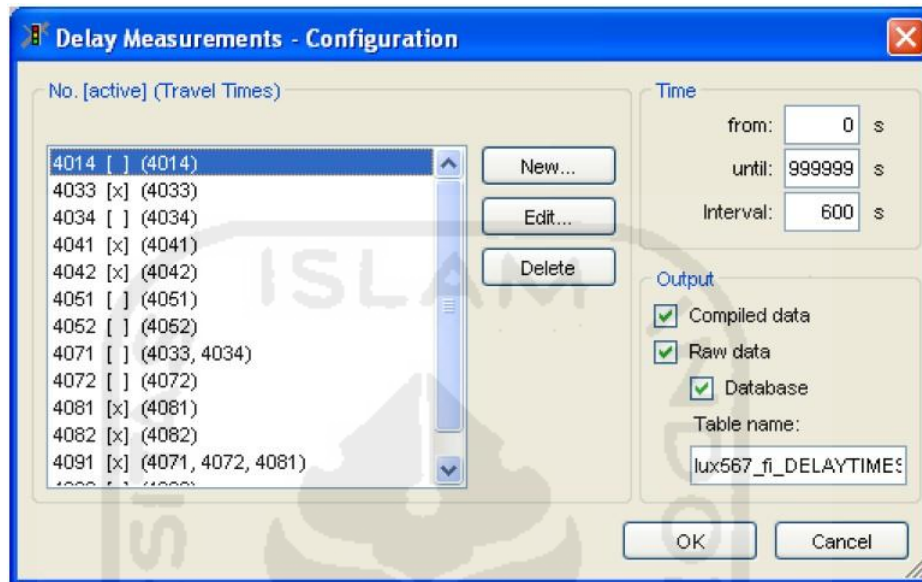 Delay Measurements - Configuration
No. [active] (Travel Times)
4014 [ ] (4014)
4033 [x] (4033)
4034 [ ] (4034)
4041 [x] (4041)
4042 [x] (4042)
4051 [ ] (4051)
4052 [ ] (4052)
4071 [ ] (4033, 4034)
4072 [ ] (4072)
4081 [x] (4081)
4082 [x] (4082)
4091 [x] (4071, 4072, 4081)
New...
Edit...
Delete
Time
from: 0 s
until: 999999 s
Interval: 600 s
Output
Compiled data
Raw data
Database
Table name:
lux567_fi_DELAYTIMES
OK
Cancel
ISLAM